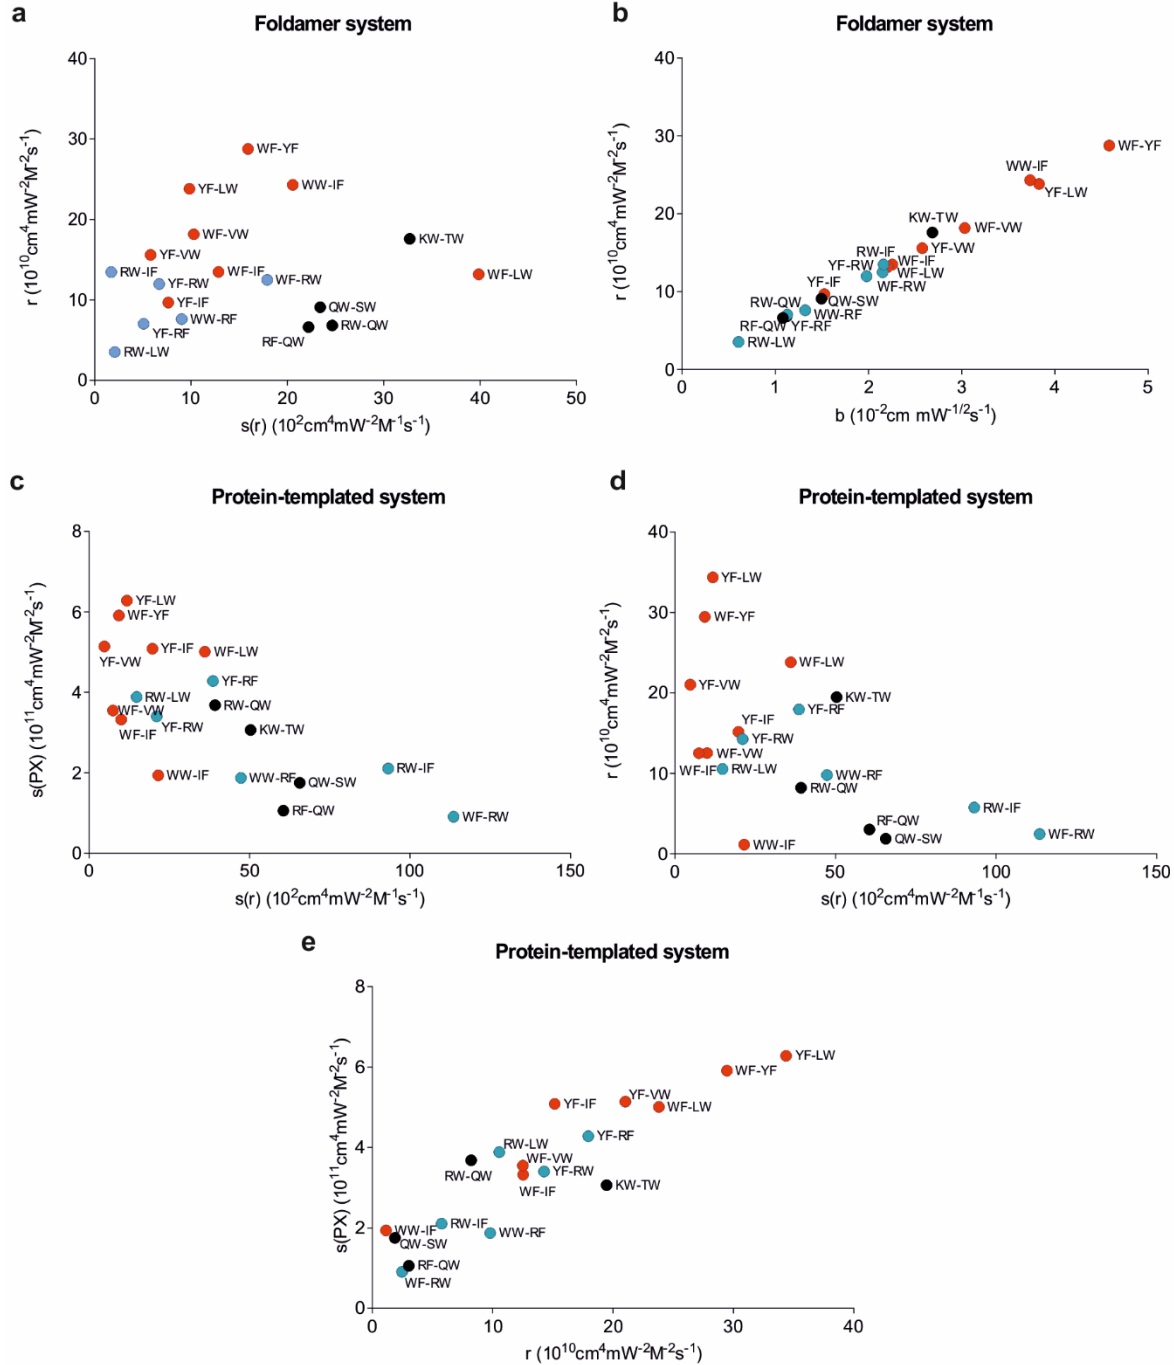 a
Foldamer system
r (10¹⁰cm⁴mW⁻²M⁻²s⁻¹)
40
30
20
10
0
WF-YF
YF-LW
WW-IF
WF-VW
KW-TW
YF-VW
RW-IF
WF-IF
WF-RW
WF-LW
YF-RW
YF-IF
QW-SW
WW-RF
YF-RF
RW-QW
RF-QW
RW-LW
0 10 20 30 40 50
s(r) (10²cm⁴mW⁻²M⁻¹s⁻¹)
b
Foldamer system
r (10¹⁰cm⁴mW⁻²M⁻²s⁻¹)
40
30
20
10
0
WF-YF
WW-IF
YF-LW
KW-TW
WF-VW
RW-IF
YF-VW
YF-RW
WF-IF
WF-LW
YF-IF
WF-RW
RW-QW
QW-SW
WW-RF
RF-QW
YF-RF
RW-LW
0 1 2 3 4 5
b (10⁻²cm mW⁻¹/²s⁻¹)
c
Protein-templated system
s(PX) (10¹¹cm⁴mW⁻²M⁻²s⁻¹)
8
6
4
2
0
YF-LW
WF-YF
YF-VW
YF-IF
WF-LW
YF-RF
RW-LW
RW-QW
WF-VW
YF-RW
WF-IF
KW-TW
WW-IF
WW-RF
QW-SW
RW-IF
RF-QW
WF-RW
0 50 100 150
s(r) (10²cm⁴mW⁻²M⁻¹s⁻¹)
d
Protein-templated system
r (10¹⁰cm⁴mW⁻²M⁻²s⁻¹)
40
30
20
10
0
YF-LW
WF-YF
WF-LW
YF-VW
KW-TW
YF-RF
YF-IF
YF-RW
WF-VW
WF-IF
RW-LW
WW-RF
RW-QW
RW-IF
RF-QW
WF-RW
QW-SW
WW-IF
0 50 100 150
s(r) (10²cm⁴mW⁻²M⁻¹s⁻¹)
e
Protein-templated system
s(PX) (10¹¹cm⁴mW⁻²M⁻²s⁻¹)
8
6
4
2
0
YF-LW
WF-YF
YF-IF
YF-VW
WF-LW
YF-RF
RW-LW
WF-VW
RW-QW
YF-RW
WF-IF
KW-TW
RW-IF
WW-IF
WW-RF
QW-SW
RF-QW
WF-RW
0 10 20 30 40
r (10¹⁰cm⁴mW⁻²M⁻²s⁻¹)